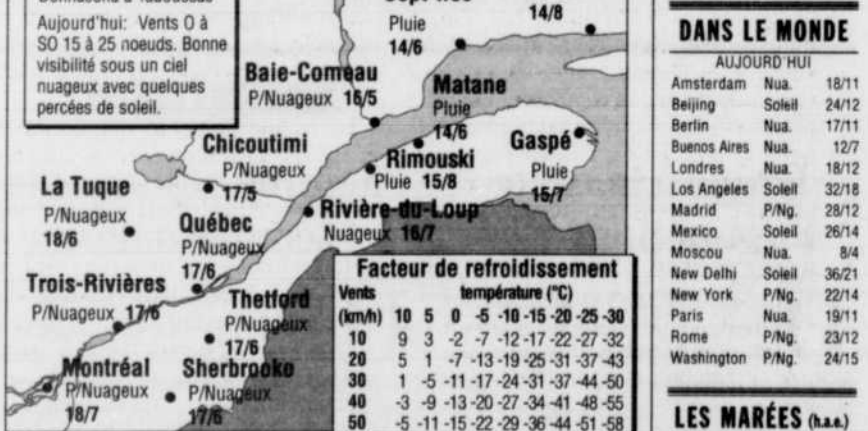 Aujourd'hui: Vents O à
SO 15 à 25 noeuds. Bonne
visibilité sous un ciel
nuageux avec quelques
percées de soleil.
Pluie
14/6
14/8
Baie-Comeau
P/Nuageux 16/5
Matane
Pluie
14/6
Chicoutimi
P/Nuageux
17/5
Rimouski
Pluie 15/8
Gaspé
Pluie
15/7
La Tuque
P/Nuageux
18/6
Québec
P/Nuageux
17/6
Rivière-du-Loup
Nuageux 16/7
Trois-Rivières
P/Nuageux 17/6
Thetford
P/Nuageux
17/6
Montréal
P/Nuageux
18/7
Sherbrooke
P/Nuageux
17/6
Facteur de refroidissement
Vents température (°C)
(km/h) 10 5 0 -5 -10 -15 -20 -25 -30
10 9 3 -2 -7 -12 -17 -22 -27 -32
20 5 1 -7 -13 -19 -25 -31 -37 -43
30 1 -5 -11 -17 -24 -31 -37 -44 -50
40 -3 -9 -13 -20 -27 -34 -41 -48 -55
50 -5 -11 -15 -22 -29 -36 -44 -51 -58
DANS LE MONDE
AUJOURD'HUI
Amsterdam Nua. 18/11
Beijing Soleil 24/12
Berlin Nua. 17/11
Buenos Aires Nua. 12/7
Londres Nua. 18/12
Los Angeles Soleil 32/18
Madrid P/Ng. 28/12
Mexico Soleil 26/14
Moscou Nua. 8/4
New Delhi Soleil 36/21
New York P/Ng. 22/14
Paris Nua. 19/11
Rome P/Ng. 23/12
Washington P/Ng. 24/15
LES MARÉES (h.a.e.)